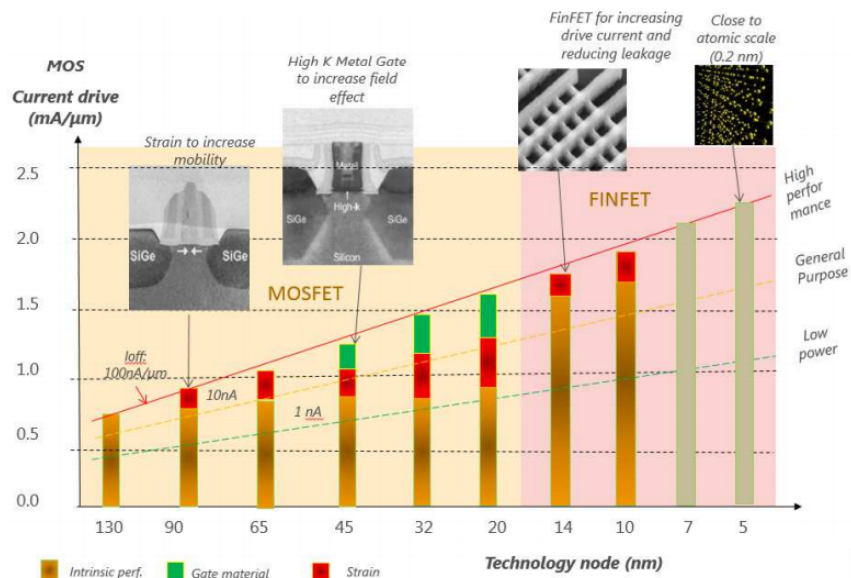 MOS
Current drive
(mA/µm)
Strain to increase
mobility
High K Metal Gate
to increase field
effect
FinFET for increasing
drive current and
reducing leakage
Close to
atomic scale
(0.2 nm)
2.5
2.0
1.5
1.0
0.5
0.0
SiGe
SiGe
Metal
High-k
SiGe
SiGe
Silicon
MOSFET
FINFET
High
perfor
mance
General
Purpose
Low
power
Ioff:
100nA/µm
10nA
1 nA
130
90
65
45
32
20
14
10
7
5
Technology node (nm)
Intrinsic perf.
Gate material
Strain